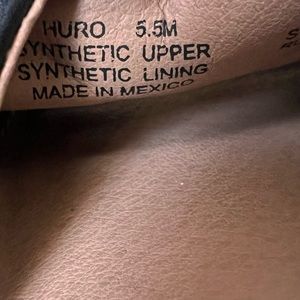 HURO 5.5M
SYNTHETIC UPPER
SYNTHETIC LINING
MADE IN MEXICO
S